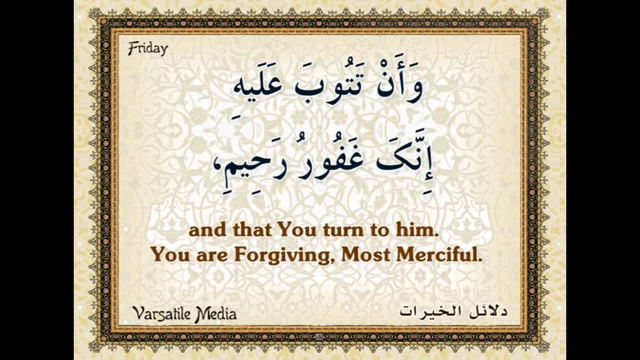 Friday
وَأَنْ تَتُوبَ عَلَيهِ
إِنَّکَ غَفُورُ رَحِيمِ،
and that You turn to him.
You are Forgiving, Most Merciful.
Varsatile Media
دلائل الخيرات